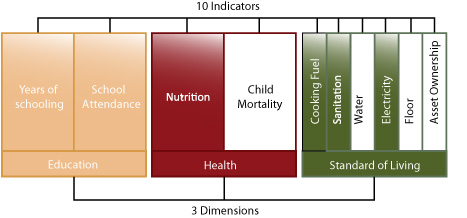 10 Indicators
Years of
schooling
School
Attendance
Nutrition
Child
Mortality
Cooking Fuel
Sanitation
Water
Electricity
Floor
Asset Ownership
Education
Health
Standard of Living
3 Dimensions